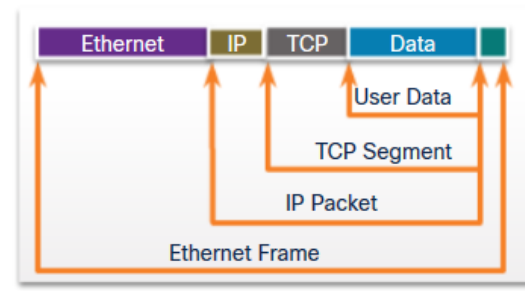 Ethernet IP TCP Data
User Data
TCP Segment
IP Packet
Ethernet Frame